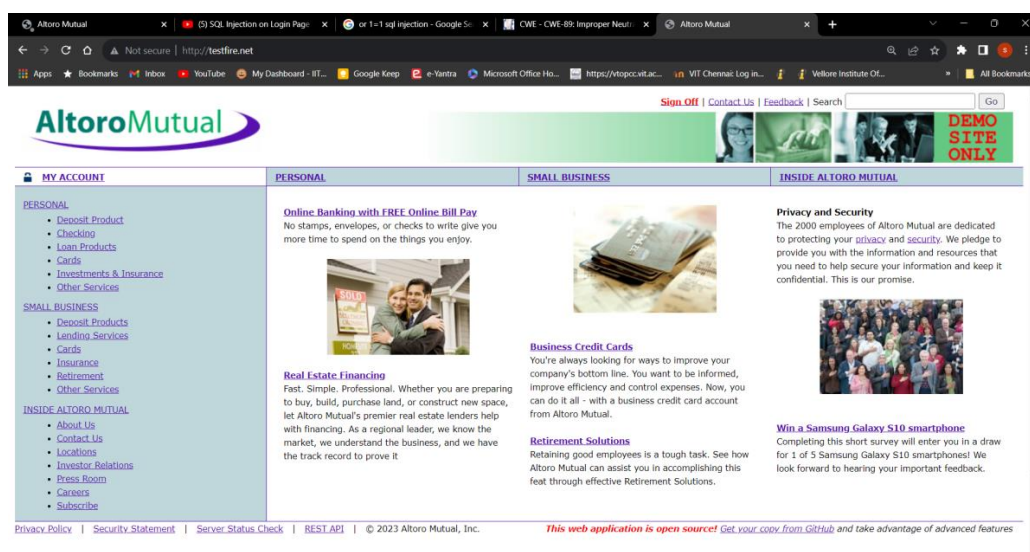 Altoro Mutual
(5) SQL Injection on Login Page
or 1=1 sql injection - Google Se
CWE - CWE-89: Improper Neutr
Altoro Mutual
Not secure | http://testfire.net
Apps Bookmarks Inbox YouTube My Dashboard - IIT... Google Keep e-Yantra Microsoft Office Ho... https://vtopcc.vit.ac... VIT Chennai: Log in... Vellore Institute Of... » All Bookmarks
Sign Off | Contact Us | Feedback | Search Go
AltoroMutual
DEMO
SITE
ONLY
MY ACCOUNT
PERSONAL
SMALL BUSINESS
INSIDE ALTORO MUTUAL
PERSONAL
• Deposit Product
• Checking
• Loan Products
• Cards
• Investments & Insurance
• Other Services
SMALL BUSINESS
• Deposit Products
• Lending Services
• Cards
• Insurance
• Retirement
• Other Services
INSIDE ALTORO MUTUAL
• About Us
• Contact Us
• Locations
• Investor Relations
• Press Room
• Careers
• Subscribe
Online Banking with FREE Online Bill Pay
No stamps, envelopes, or checks to write give you
more time to spend on the things you enjoy.
SOLD
Real Estate Financing
Fast. Simple. Professional. Whether you are preparing
to buy, build, purchase land, or construct new space,
let Altoro Mutual's premier real estate lenders help
with financing. As a regional leader, we know the
market, we understand the business, and we have
the track record to prove it
Business Credit Cards
You're always looking for ways to improve your
company's bottom line. You want to be informed,
improve efficiency and control expenses. Now, you
can do it all - with a business credit card account
from Altoro Mutual.
Retirement Solutions
Retaining good employees is a tough task. See how
Altoro Mutual can assist you in accomplishing this
feat through effective Retirement Solutions.
Privacy and Security
The 2000 employees of Altoro Mutual are dedicated
to protecting your privacy and security. We pledge to
provide you with the information and resources that
you need to help secure your information and keep it
confidential. This is our promise.
Win a Samsung Galaxy S10 smartphone
Completing this short survey will enter you in a draw
for 1 of 5 Samsung Galaxy S10 smartphones! We
look forward to hearing your important feedback.
Privacy Policy | Security Statement | Server Status Check | REST API | © 2023 Altoro Mutual, Inc.
This web application is open source! Get your copy from GitHub and take advantage of advanced features